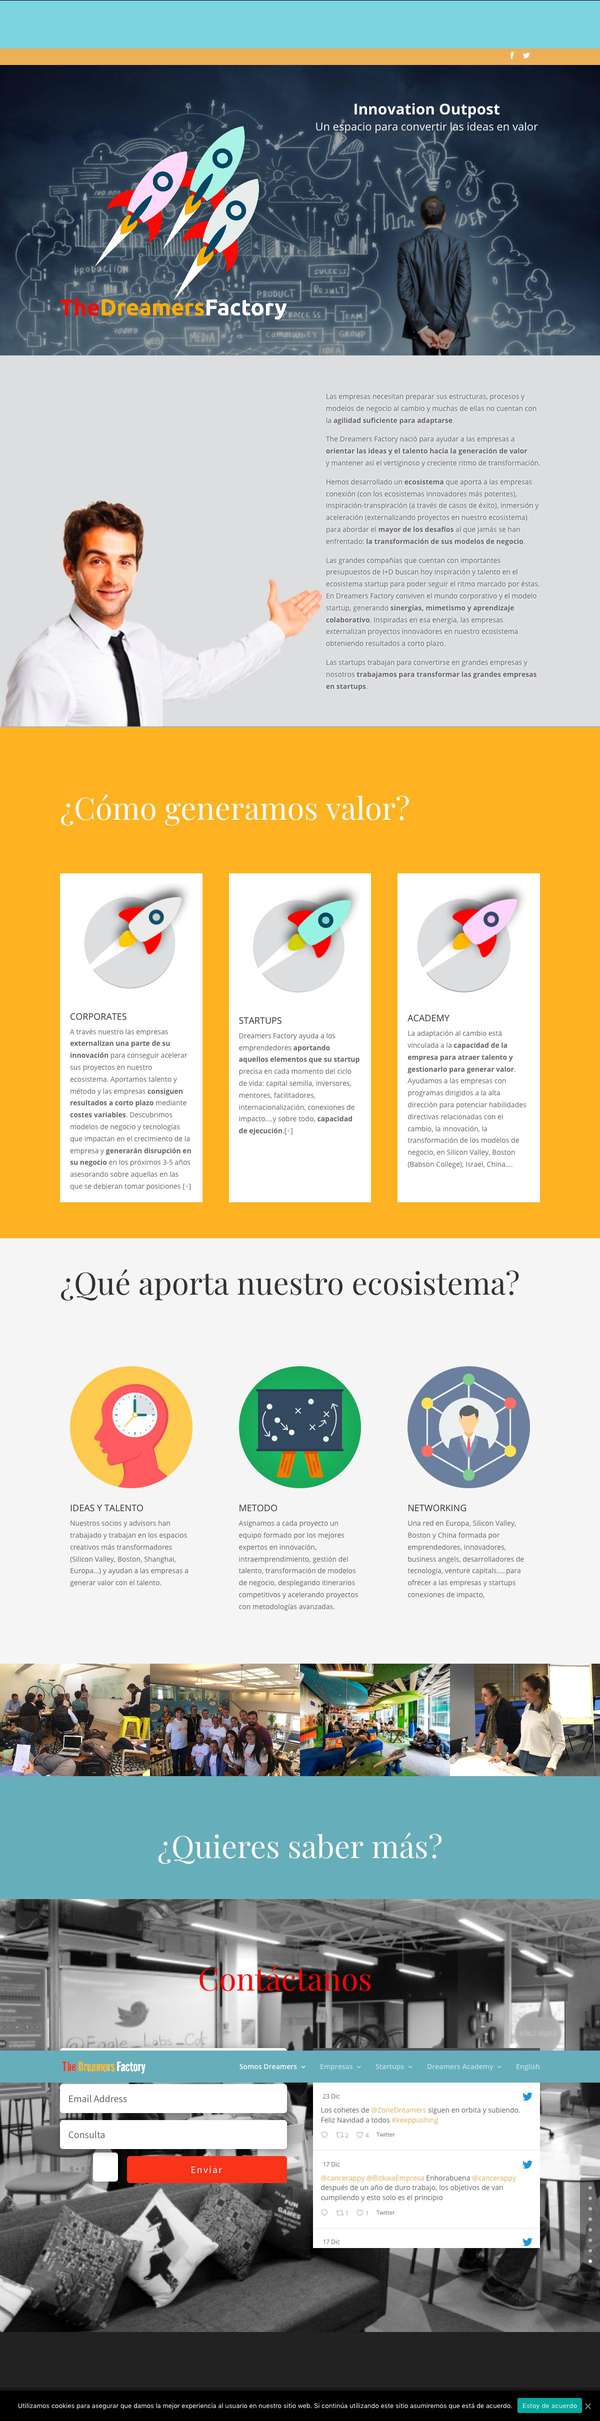 Innovation Outpost
Un espacio para convertir las ideas en valor
IDEA
PRODUCTION
SUCCESS
PRODUCT
Result
PROCESS
Team
WEB
MEDIA
community
GROUP
TheDreamersFactory
Las empresas necesitan preparar sus estructuras, procesos y
modelos de negocio al cambio y muchas de ellas no cuentan con
la agilidad suficiente para adaptarse.
The Dreamers Factory nació para ayudar a las empresas a
orientar las ideas y el talento hacia la generación de valor
y mantener así el vertiginoso y creciente ritmo de transformación.
Hemos desarrollado un ecosistema que aporta a las empresas
conexión (con los ecosistemas innovadores más potentes),
inspiración-transpiración (a través de casos de éxito), inmersión y
aceleración (externalizando proyectos en nuestro ecosistema)
para abordar el mayor de los desafíos al que jamás se han
enfrentado: la transformación de sus modelos de negocio.
Las grandes compañías que cuentan con importantes
presupuestos de I+D buscan hoy inspiración y talento en el
ecosistema startup para poder seguir el ritmo marcado por éstas.
En Dreamers Factory conviven el mundo corporativo y el modelo
startup, generando sinergias, mimetismo y aprendizaje
colaborativo. Inspiradas en esa energía, las empresas
externalizan proyectos innovadores en nuestro ecosistema
obteniendo resultados a corto plazo.
Las startups trabajan para convertirse en grandes empresas y
nosotros trabajamos para transformar las grandes empresas
en startups.
¿Cómo generamos valor?
CORPORATES
A través nuestro las empresas
externalizan una parte de su
innovación para conseguir acelerar
sus proyectos en nuestro
ecosistema. Aportamos talento y
método y las empresas consiguen
resultados a corto plazo mediante
costes variables. Descubrimos
modelos de negocio y tecnologías
que impactan en el crecimiento de la
empresa y generarán disrupción en
su negocio en los próximos 3-5 años
asesorando sobre aquellas en las
que se debieran tomar posiciones [+]
STARTUPS
Dreamers Factory ayuda a los
emprendedores aportando
aquellos elementos que su startup
precisa en cada momento del ciclo
de vida: capital semilla, inversores,
mentores, facilitadores,
internacionalización, conexiones de
impacto....y sobre todo, capacidad
de ejecución.[+]
ACADEMY
La adaptación al cambio está
vinculada a la capacidad de la
empresa para atraer talento y
gestionarlo para generar valor.
Ayudamos a las empresas con
programas dirigidos a la alta
dirección para potenciar habilidades
directivas relacionadas con el
cambio, la innovación, la
transformación de los modelos de
negocio, en Silicon Valley, Boston
(Babson College), Israel, China,...
¿Qué aporta nuestro ecosistema?
IDEAS Y TALENTO
Nuestros socios y advisors han
trabajado y trabajan en los espacios
creativos más transformadores
(Silicon Valley, Boston, Shanghai,
Europa...) y ayudan a las empresas a
generar valor con el talento.
METODO
Asignamos a cada proyecto un
equipo formado por los mejores
expertos en innovación,
intraemprendimiento, gestión del
talento, transformación de modelos
de negocio, desplegando itinerarios
competitivos y acelerando proyectos
con metodologías avanzadas.
NETWORKING
Una red en Europa, Silicon Valley,
Boston y China formada por
emprendedores, innovadores,
business angels, desarrolladores de
tecnología, venture capitals.....para
ofrecer a las empresas y startups
conexiones de impacto,
¿Quieres saber más?
Contáctanos
@Eagle_Labs_Cof
The Dreamers Factory
Somos Dreamers
Empresas
Startups
Dreamers Academy
English
Email Address
Consulta
Enviar
23 Dic
Los cohetes de @ZoneDreamers siguen en orbita y subiendo.
Feliz Navidad a todos #keeppushing
2
4
Twitter
17 Dic
@cancerappy @BizkaiaEmpresa Enhorabuena @cancerappy
después de un año de duro trabajo, los objetivos de van
cumpliendo y esto solo es el principio
1
1
Twitter
17 Dic
Utilizamos cookies para asegurar que damos la mejor experiencia al usuario en nuestro sitio web. Si continúa utilizando este sitio asumiremos que está de acuerdo.
Estoy de acuerdo